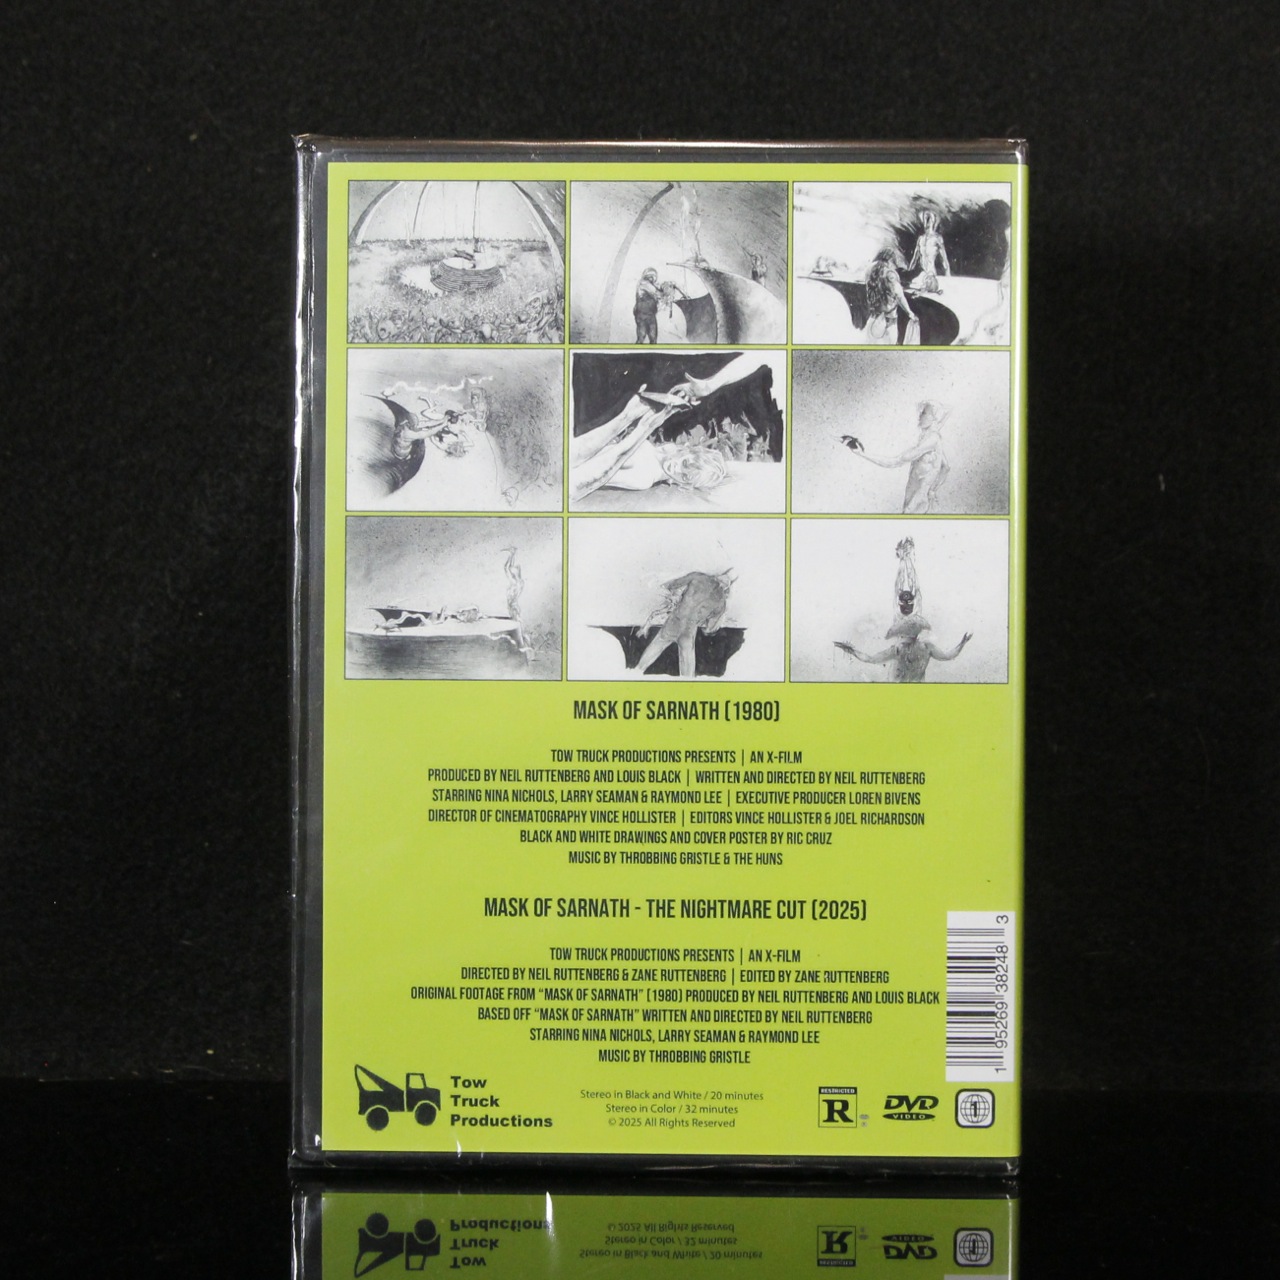 MASK OF SARNATH (1980)
TOW TRUCK PRODUCTIONS PRESENTS | AN X-FILM
PRODUCED BY NEIL RUTTENBERG AND LOUIS BLACK | WRITTEN AND DIRECTED BY NEIL RUTTENBERG
STARRING NINA NICHOLS, LARRY SEAMAN & RAYMOND LEE | EXECUTIVE PRODUCER LOREN BIVENS
DIRECTOR OF CINEMATOGRAPHY VINCE HOLLISTER | EDITORS VINCE HOLLISTER & JOEL RICHARDSON
BLACK AND WHITE DRAWINGS AND COVER POSTER BY RIC CRUZ
MUSIC BY THROBBING GRISTLE & THE HUNS
MASK OF SARNATH - THE NIGHTMARE CUT (2025)
TOW TRUCK PRODUCTIONS PRESENTS | AN X-FILM
DIRECTED BY NEIL RUTTENBERG & ZANE RUTTENBERG | EDITED BY ZANE RUTTENBERG
ORIGINAL FOOTAGE FROM “MASK OF SARNATH” (1980) PRODUCED BY NEIL RUTTENBERG AND LOUIS BLACK
BASED OFF “MASK OF SARNATH” WRITTEN AND DIRECTED BY NEIL RUTTENBERG
STARRING NINA NICHOLS, LARRY SEAMAN & RAYMOND LEE
MUSIC BY THROBBING GRISTLE
1 95269 38248 3
Tow
Truck
Productions
Stereo in Black and White / 20 minutes
Stereo in Color / 32 minutes
© 2025 All Rights Reserved
RESTRICTED
R
DVD
VIDEO
1